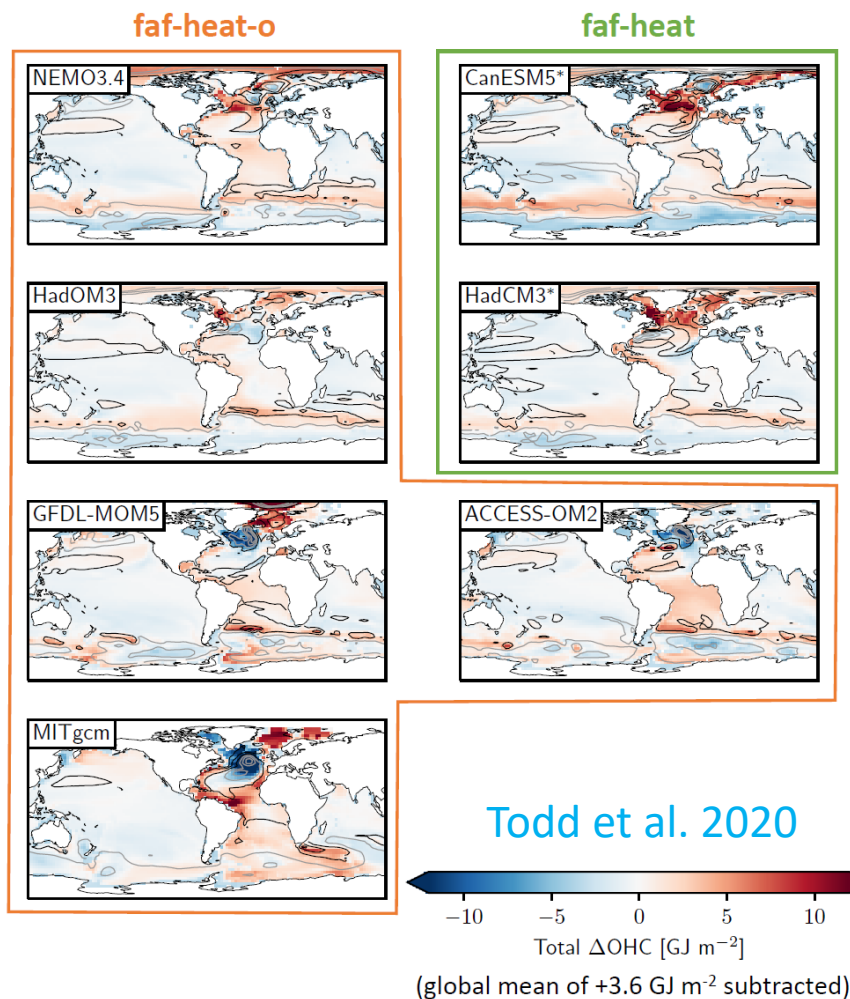 faf-heat-o
faf-heat
NEMO3.4
CanESM5*
HadOM3
HadCM3*
GFDL-MOM5
ACCESS-OM2
MITgcm
Todd et al. 2020
−10 −5 0 5 10
Total ΔOHC [GJ m⁻²]
(global mean of +3.6 GJ m⁻² subtracted)